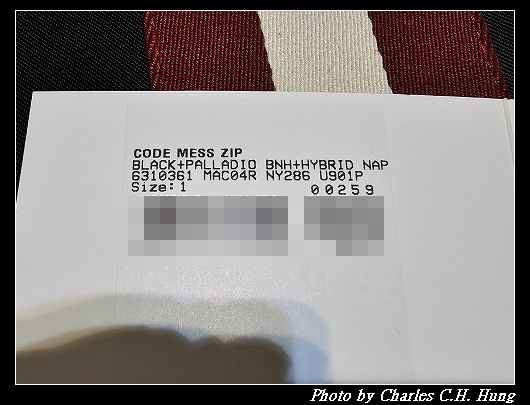 CODE MESS ZIP
BLACK+PALLADIO BNH+HYBRID NAP
6310361 MAC04R NY286 U901P
Size:1 00259
Photo by Charles C.H. Hung